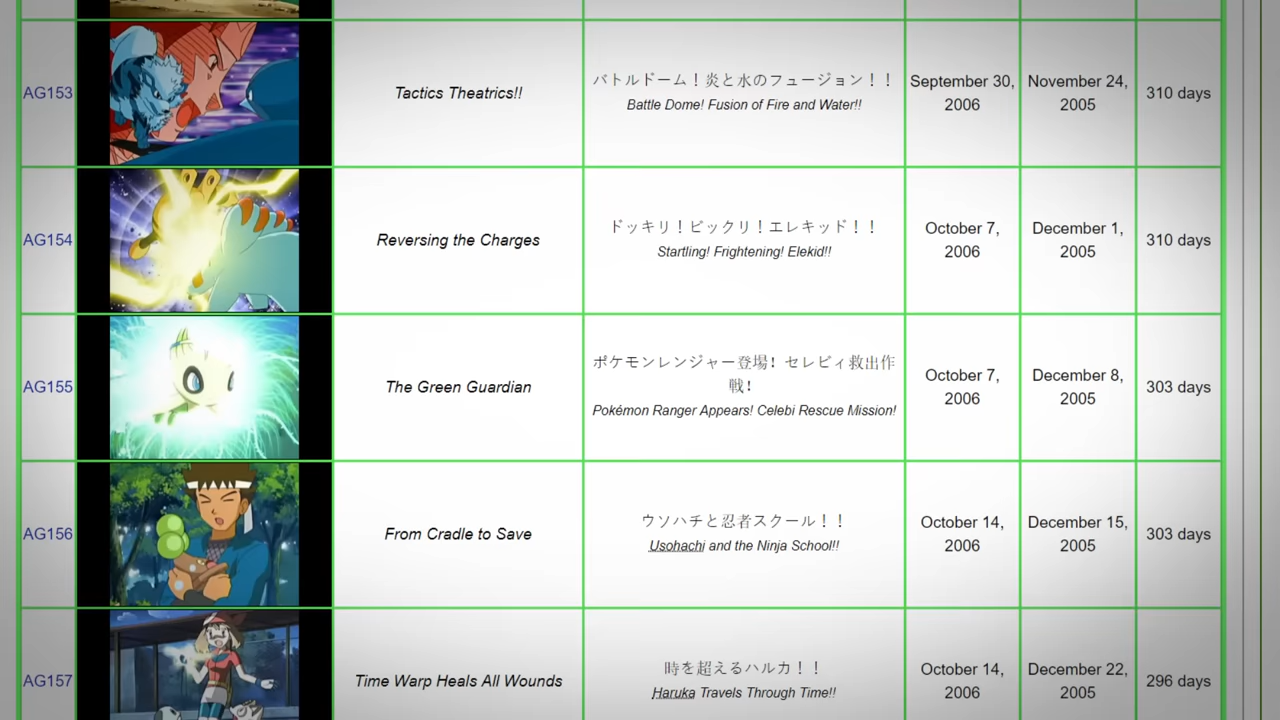 AG153
Tactics Theatrics!!
バトルドーム！炎と水のフュージョン！！
Battle Dome! Fusion of Fire and Water!!
September 30,
2006
November 24,
2005
310 days
AG154
Reversing the Charges
ドッキリ！ビックリ！エレキッド！！
Startling! Frightening! Elekid!!
October 7,
2006
December 1,
2005
310 days
AG155
The Green Guardian
ポケモンレンジャー登場！セレビィ救出作
戦！
Pokémon Ranger Appears! Celebi Rescue Mission!
October 7,
2006
December 8,
2005
303 days
AG156
From Cradle to Save
ウソハチと忍者スクール！！
Usohachi and the Ninja School!!
October 14,
2006
December 15,
2005
303 days
AG157
Time Warp Heals All Wounds
時を超えるハルカ！！
Haruka Travels Through Time!!
October 14,
2006
December 22,
2005
296 days